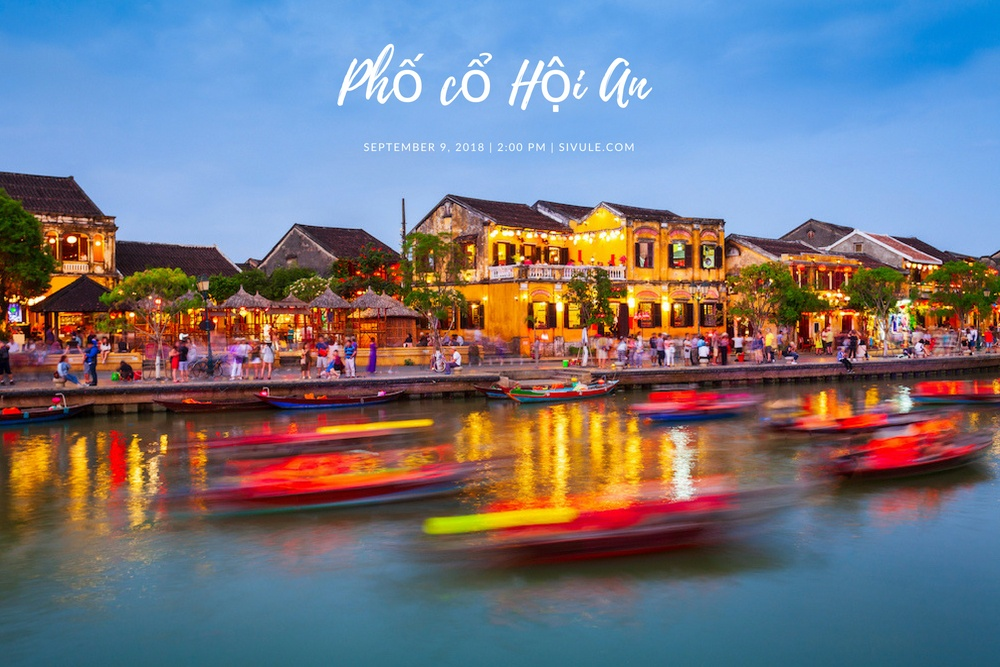 Phố cổ Hội An
SEPTEMBER 9, 2018 | 2:00 PM | SIVULE.COM